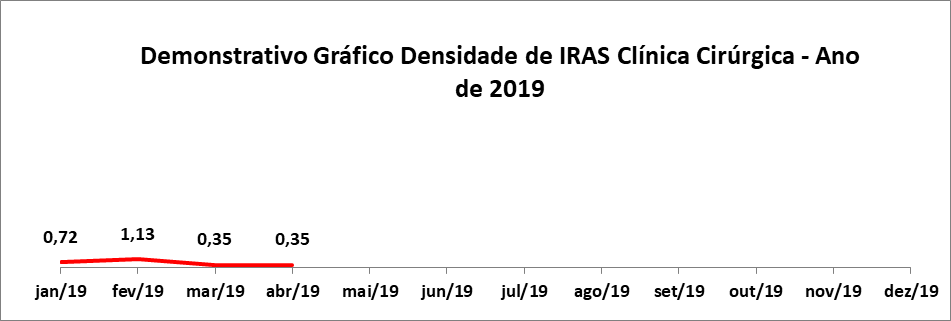 Demonstrativo Gráfico Densidade de IRAS Clínica Cirúrgica - Ano
de 2019
0,72 1,13 0,35 0,35
jan/19 fev/19 mar/19 abr/19 mai/19 jun/19 jul/19 ago/19 set/19 out/19 nov/19 dez/19